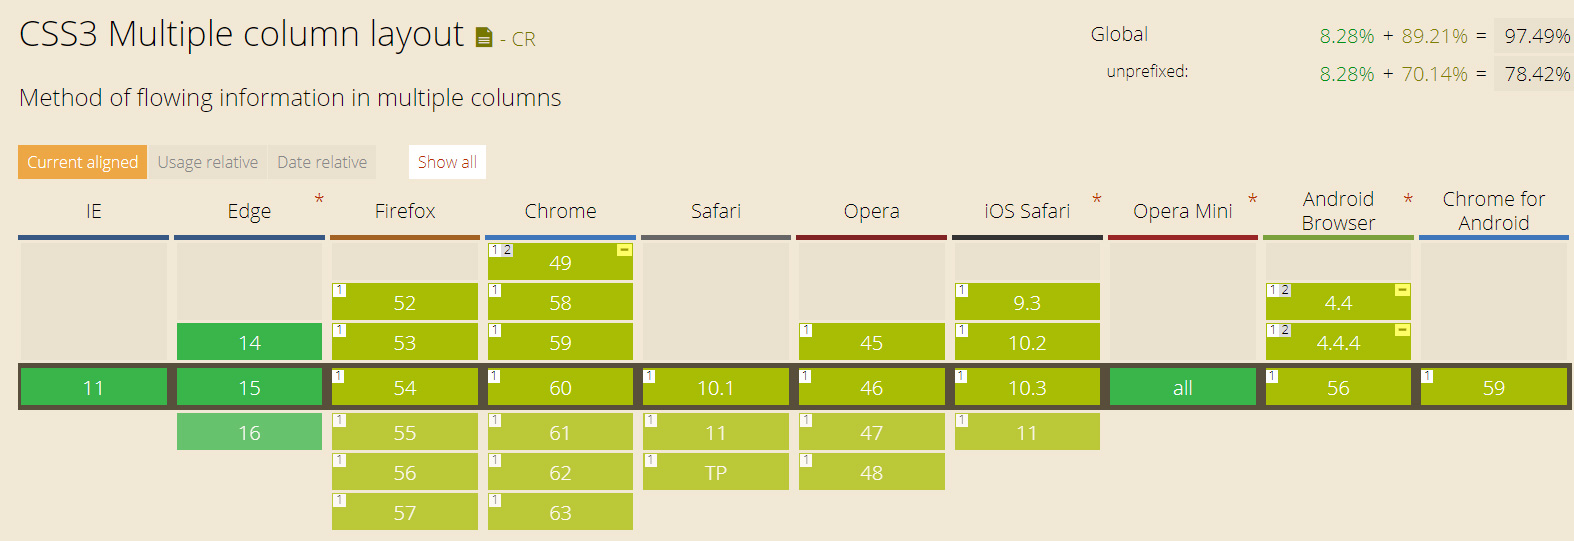 CSS3 Multiple column layout - CR
Global 8.28% + 89.21% = 97.49%
unprefixed: 8.28% + 70.14% = 78.42%
Method of flowing information in multiple columns
Current aligned Usage relative Date relative Show all
IE Edge * Firefox Chrome Safari Opera iOS Safari * Opera Mini * Android Browser * Chrome for Android
1 2 49 -
1 52 1 58 1 9.3 1 2 4.4 -
14 1 53 1 59 1 45 1 10.2 1 2 4.4.4 -
11 15 1 54 1 60 1 10.1 1 46 1 10.3 all 1 56 1 59
16 1 55 1 61 1 11 1 47 1 11
1 56 1 62 1 TP 1 48
1 57 1 63